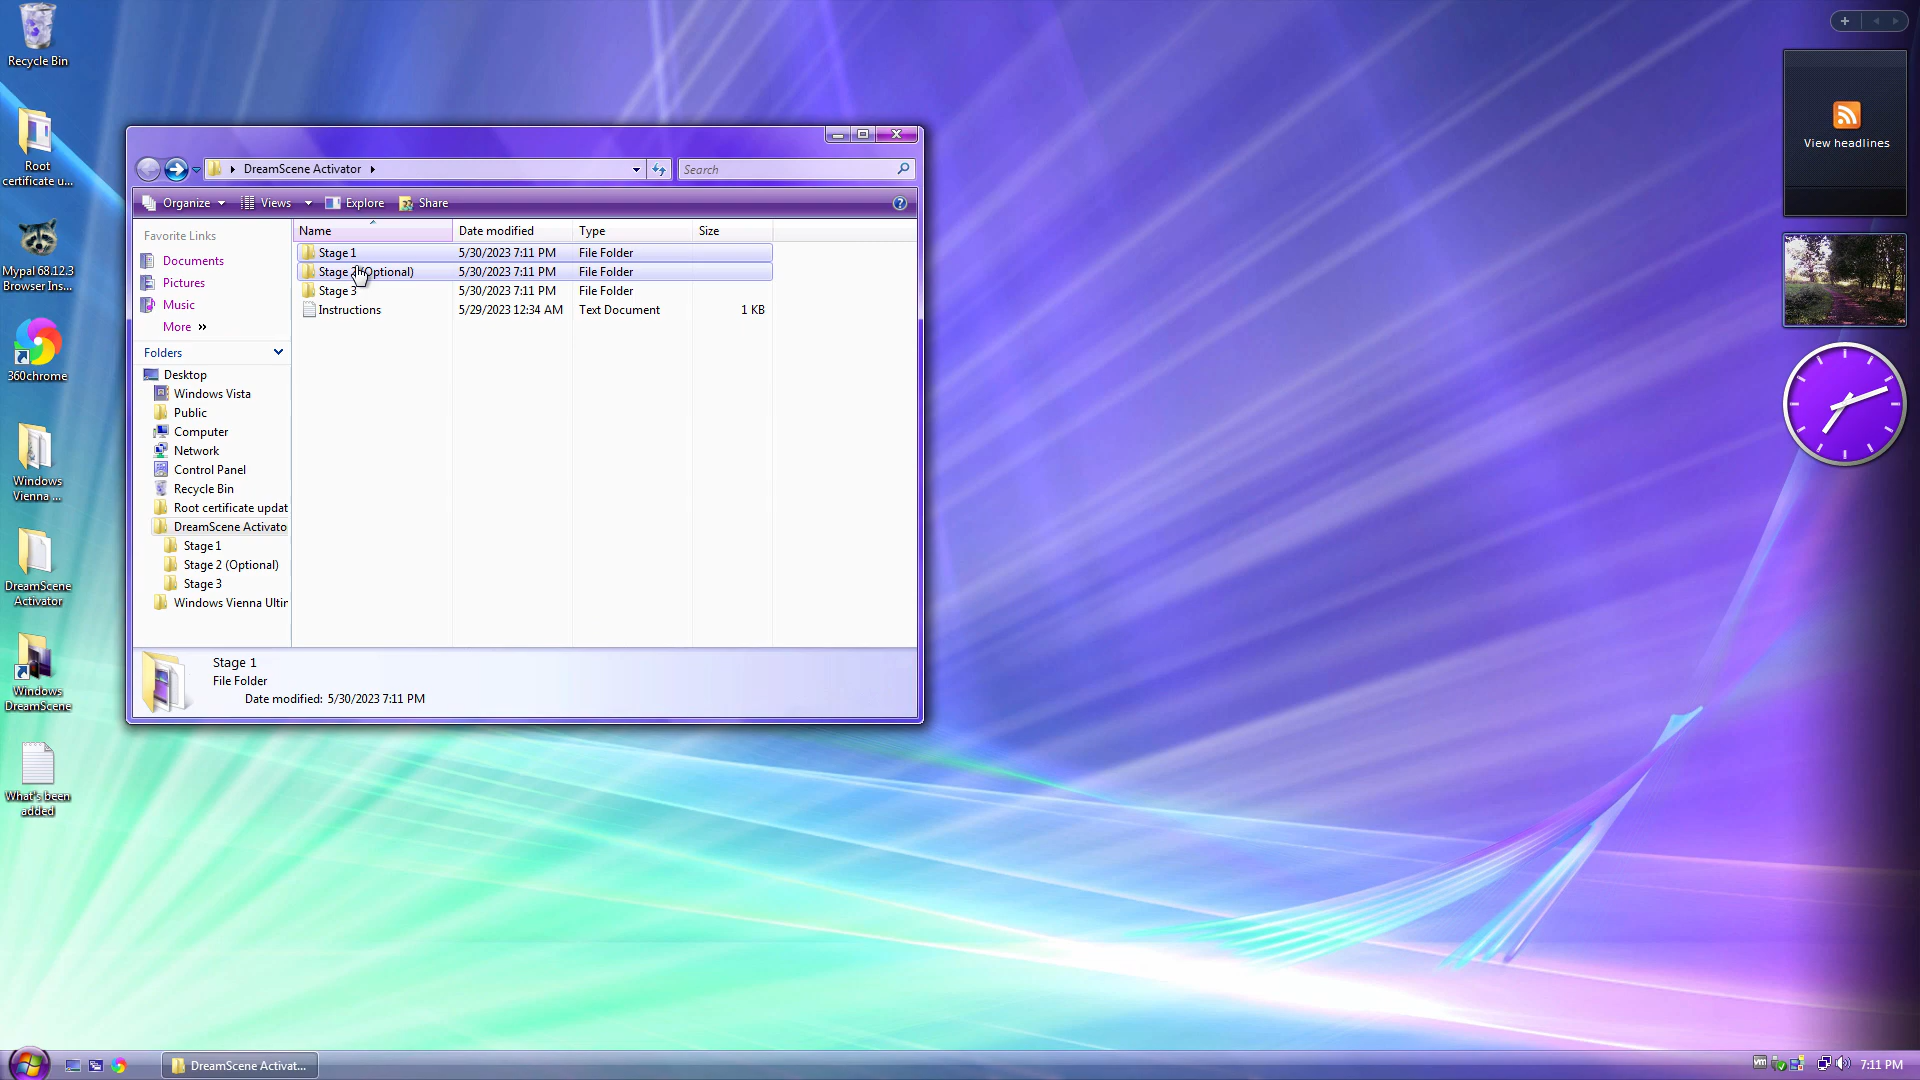 Recycle Bin
Root
certificate u...
Mypal 68.12.3
Browser Ins...
360chrome
Windows
Vienna ...
DreamScene
Activator
Windows
DreamScene
What's been
added
DreamScene Activator
Search
Organize
Views
Explore
Share
Favorite Links
Documents
Pictures
Music
More »
Folders
Desktop
Windows Vista
Public
Computer
Network
Control Panel
Recycle Bin
Root certificate updat
DreamScene Activato
Stage 1
Stage 2 (Optional)
Stage 3
Windows Vienna Ultir
Name Date modified Type Size
Stage 1 5/30/2023 7:11 PM File Folder
Stage (Optional) 5/30/2023 7:11 PM File Folder
Stage 3 5/30/2023 7:11 PM File Folder
Instructions 5/29/2023 12:34 AM Text Document 1 KB
Stage 1
File Folder
Date modified: 5/30/2023 7:11 PM
View headlines
DreamScene Activat...
vm
7:11 PM